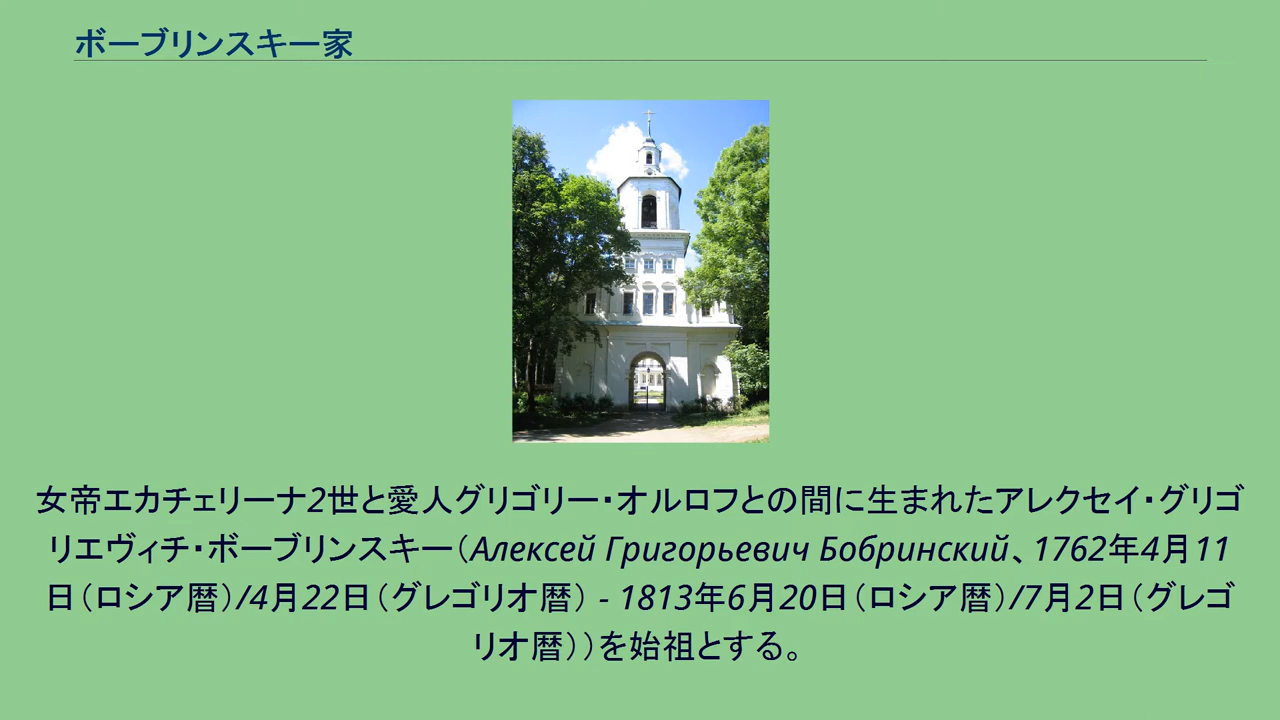 ボーブリンスキー家
女帝エカチェリーナ2世と愛人グリゴリー・オルロフとの間に生まれたアレクセイ・グリゴ
リエヴィチ・ボーブリンスキー（Алексей Григорьевич Бобринский、1762年4月11
日（ロシア暦）/4月22日（グレゴリオ暦） - 1813年6月20日（ロシア暦）/7月2日（グレゴ
リオ暦））を始祖とする。